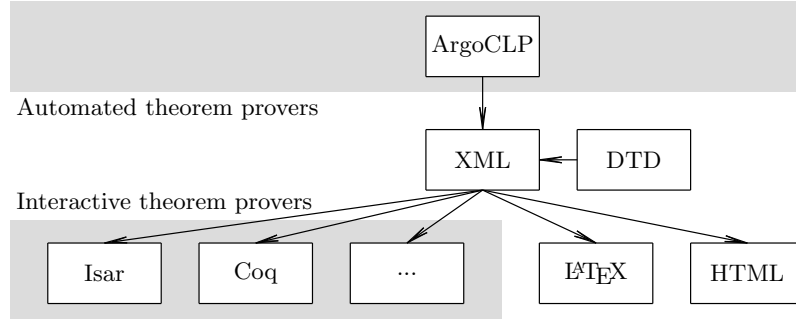 ArgoCLP
Automated theorem provers
XML
DTD
Interactive theorem provers
Isar
Coq
...
LATEX
HTML